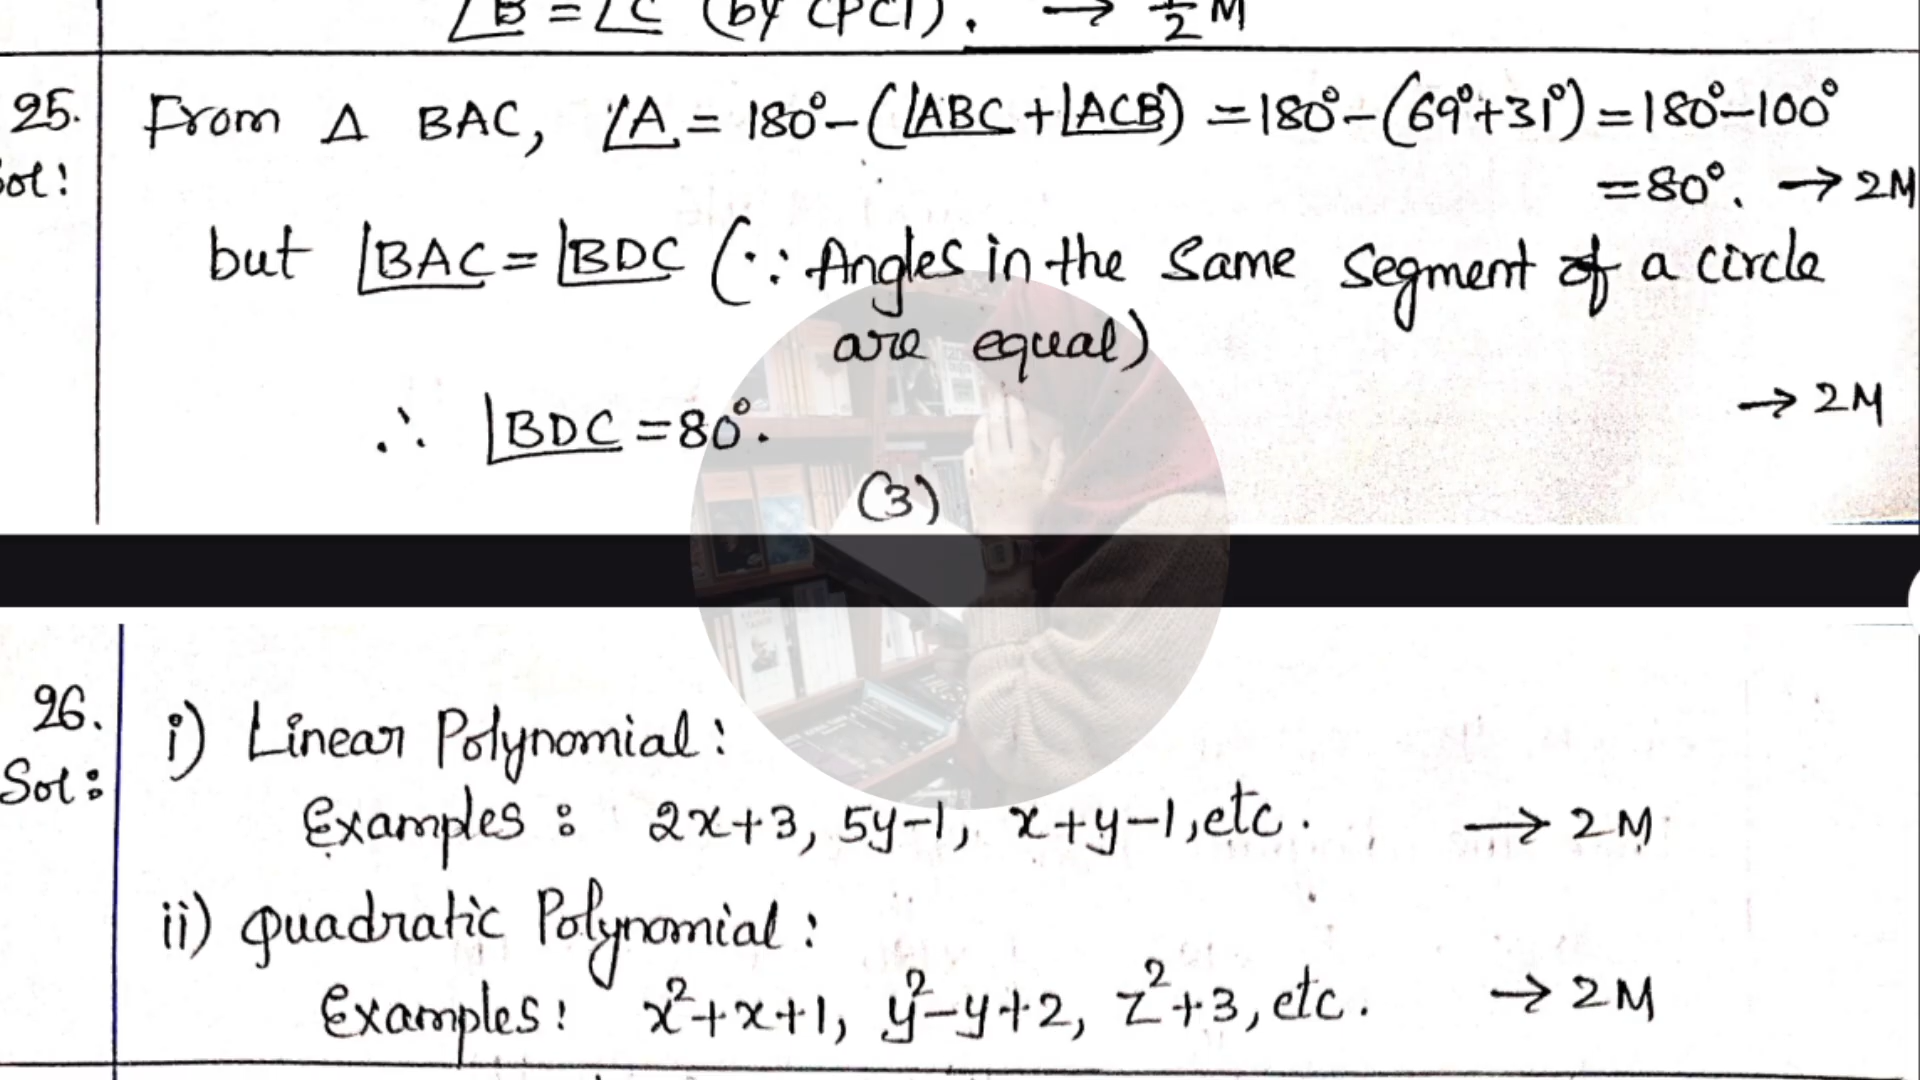 ∠B = ∠C (by CPCT). → 1/2 M
25. From Δ BAC, ∠A = 180° – (∠ABC + ∠ACB) = 180° – (69° + 31°) = 180° – 100°
Sol: = 80°. → 2M
but ∠BAC = ∠BDC (∵ Angles in the Same Segment of a circle
are equal)
→ 2M
∴ ∠BDC = 80°.
(3)
26. i) Linear Polynomial:
Sol: Examples: 2x+3, 5y–1, x+y–1, etc. → 2M
ii) Quadratic Polynomial:
Examples: x²+x+1, y²–y+2, z²+3, etc. → 2M